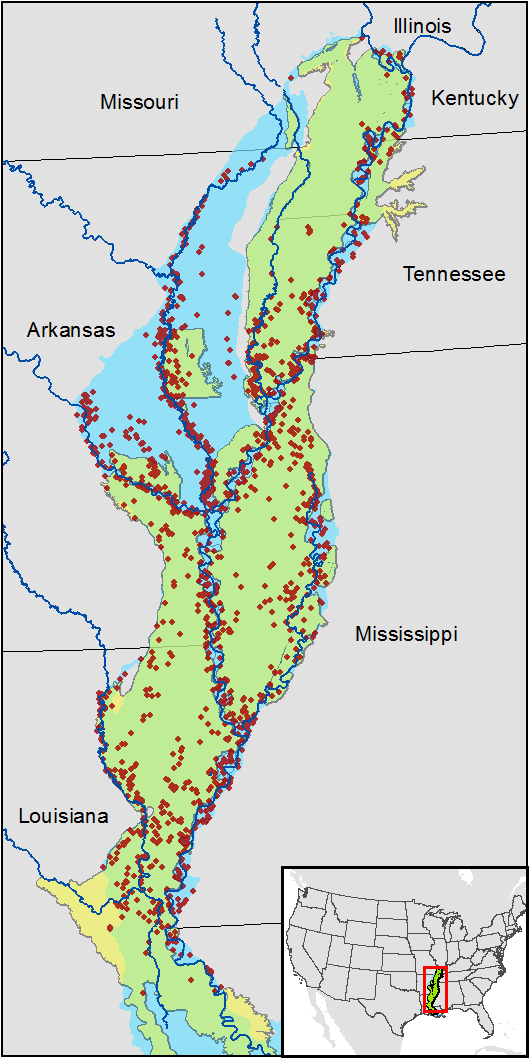 Illinois
Missouri
Kentucky
Tennessee
Arkansas
Mississippi
Louisiana